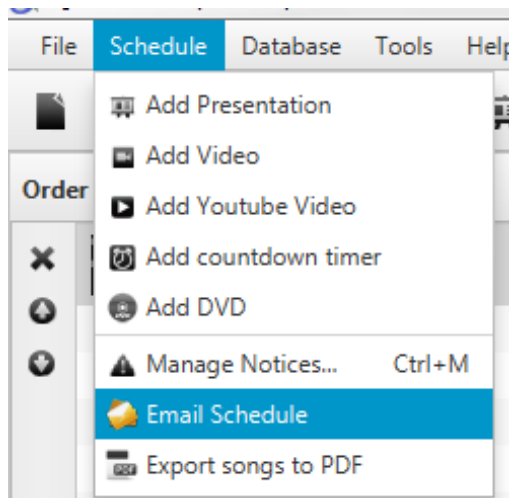 File Schedule Database Tools Help
Add Presentation
Add Video
Order
Add Youtube Video
Add countdown timer
Add DVD
Manage Notices... Ctrl+M
Email Schedule
Export songs to PDF